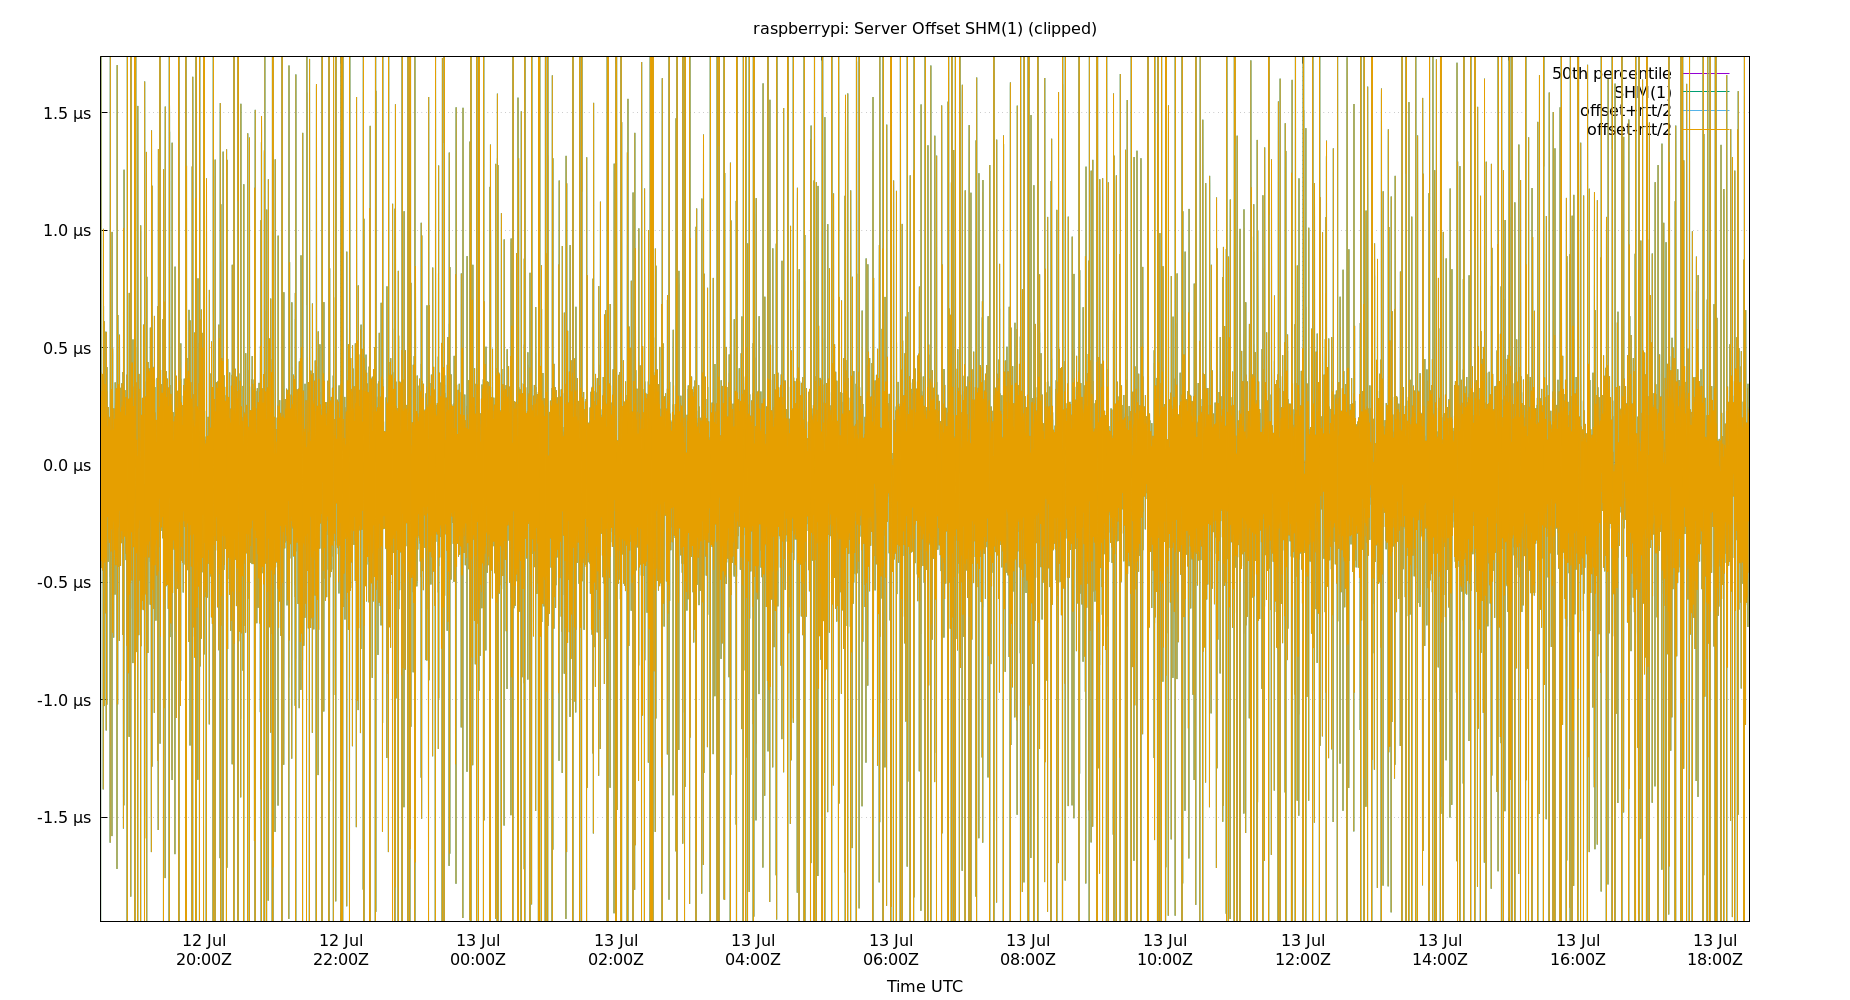 raspberrypi: Server Offset SHM(1) (clipped)
50th percentile
SHM(1)
offset+rtt/2
offset-rtt/2
1.5 µs
1.0 µs
0.5 µs
0.0 µs
-0.5 µs
-1.0 µs
-1.5 µs
12 Jul 12 Jul 13 Jul 13 Jul 13 Jul 13 Jul 13 Jul 13 Jul 13 Jul 13 Jul 13 Jul 13 Jul
20:00Z 22:00Z 00:00Z 02:00Z 04:00Z 06:00Z 08:00Z 10:00Z 12:00Z 14:00Z 16:00Z 18:00Z
Time UTC